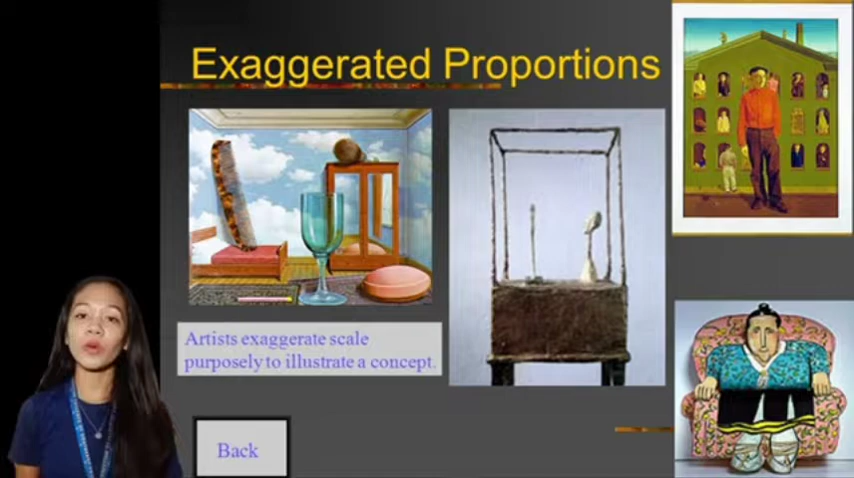 Exaggerated Proportions
Artists exaggerate scale
purposely to illustrate a concept.
Back